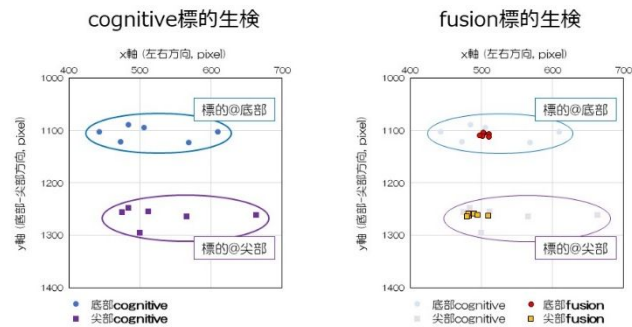 cognitive標的生検
x軸 (左右方向, pixel)
400
500
600
700
1000
1100
1200
1300
1400
y軸 (底部-尖部方向, pixel)
標的@底部
標的@尖部
底部cognitive
尖部cognitive
fusion標的生検
x軸 (左右方向, pixel)
400
500
600
700
1000
1100
1200
1300
1400
y軸 (底部-尖部方向, pixel)
標的@底部
標的@尖部
底部cognitive
底部fusion
尖部cognitive
尖部fusion